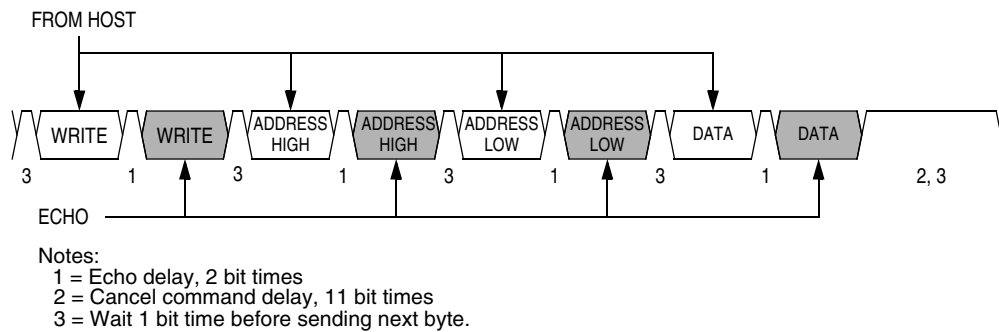 FROM HOST
WRITE WRITE ADDRESS HIGH ADDRESS HIGH ADDRESS LOW ADDRESS LOW DATA DATA
3 1 3 1 3 1 3 1 2, 3
ECHO
Notes:
1 = Echo delay, 2 bit times
2 = Cancel command delay, 11 bit times
3 = Wait 1 bit time before sending next byte.